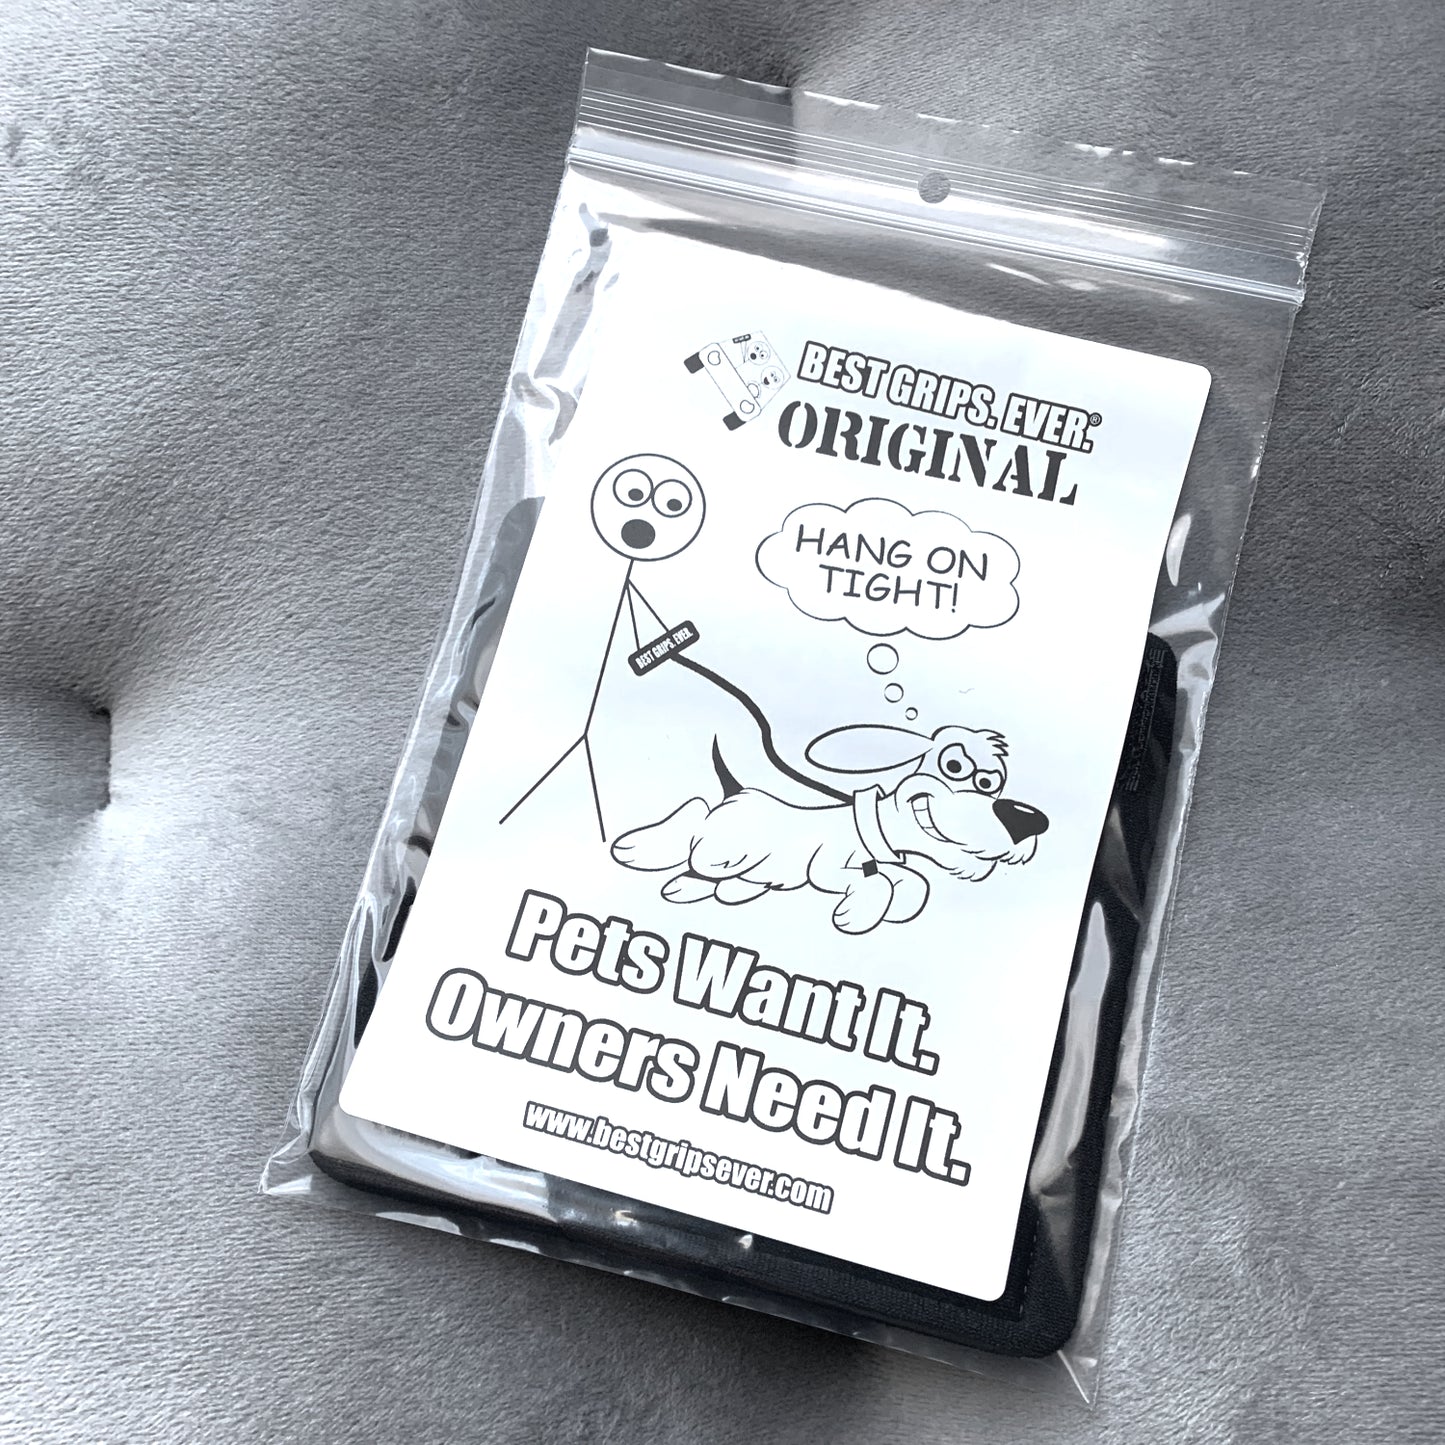 BEST GRIPS. EVER.®
ORIGINAL
HANG ON
TIGHT!
BEST GRIPS. EVER.
Pets Want It.
Owners Need It.
www.bestgripsever.com